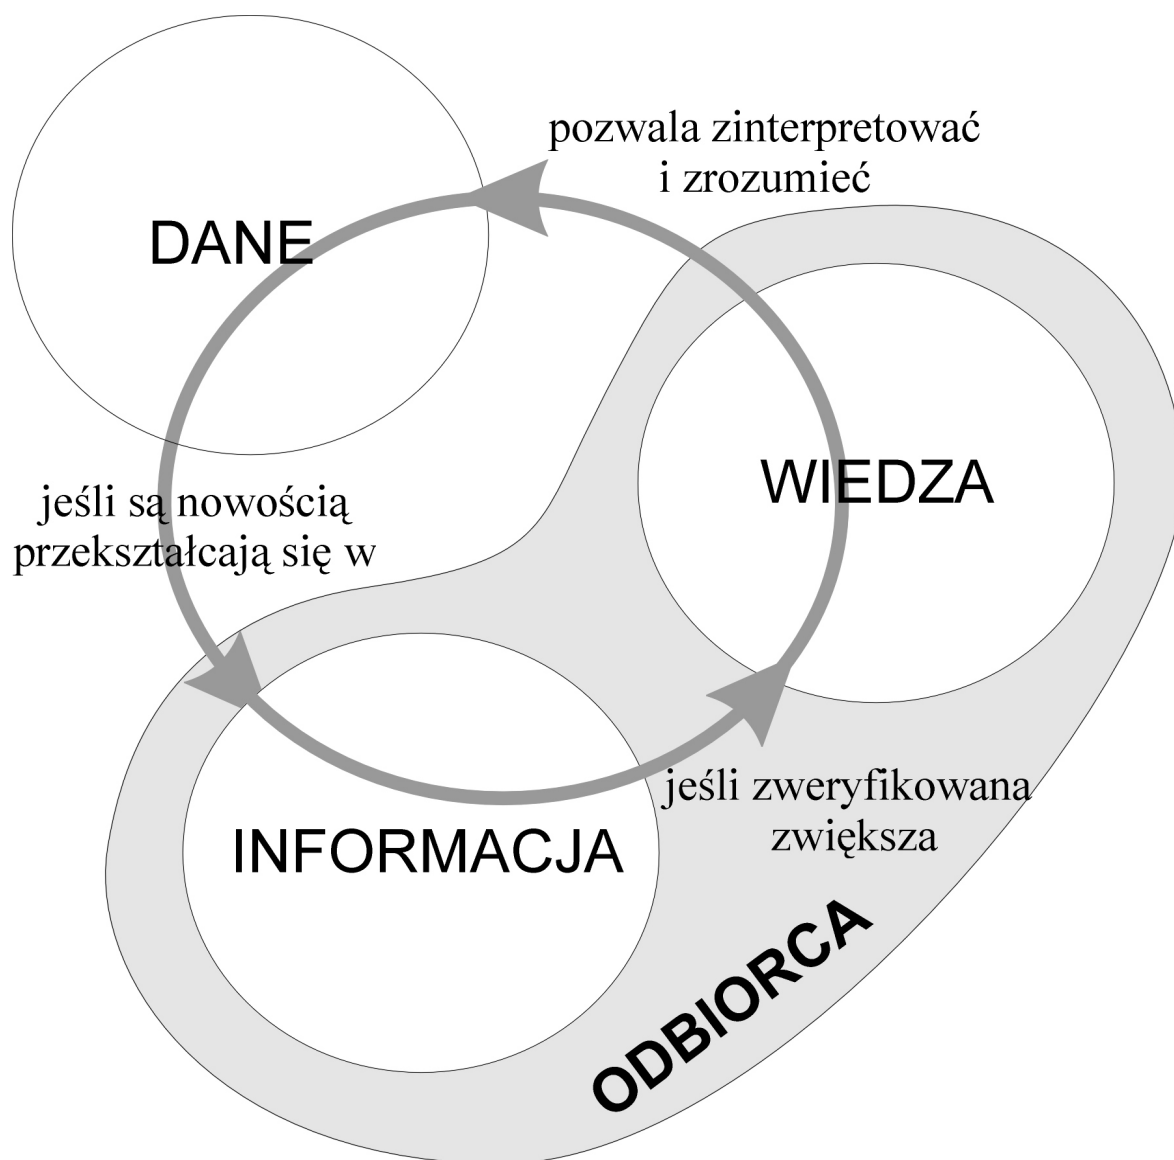 pozwala zinterpretować
i zrozumieć
DANE
WIEDZA
jeśli są nowością
przekształcają się w
jeśli zweryfikowana
zwiększa
INFORMACJA
ODBIORCA